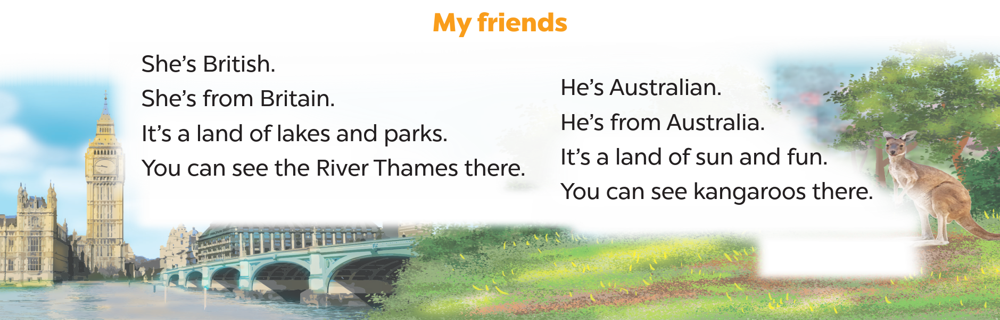 My friends
She’s British.
She’s from Britain.
It’s a land of lakes and parks.
You can see the River Thames there.
He’s Australian.
He’s from Australia.
It’s a land of sun and fun.
You can see kangaroos there.